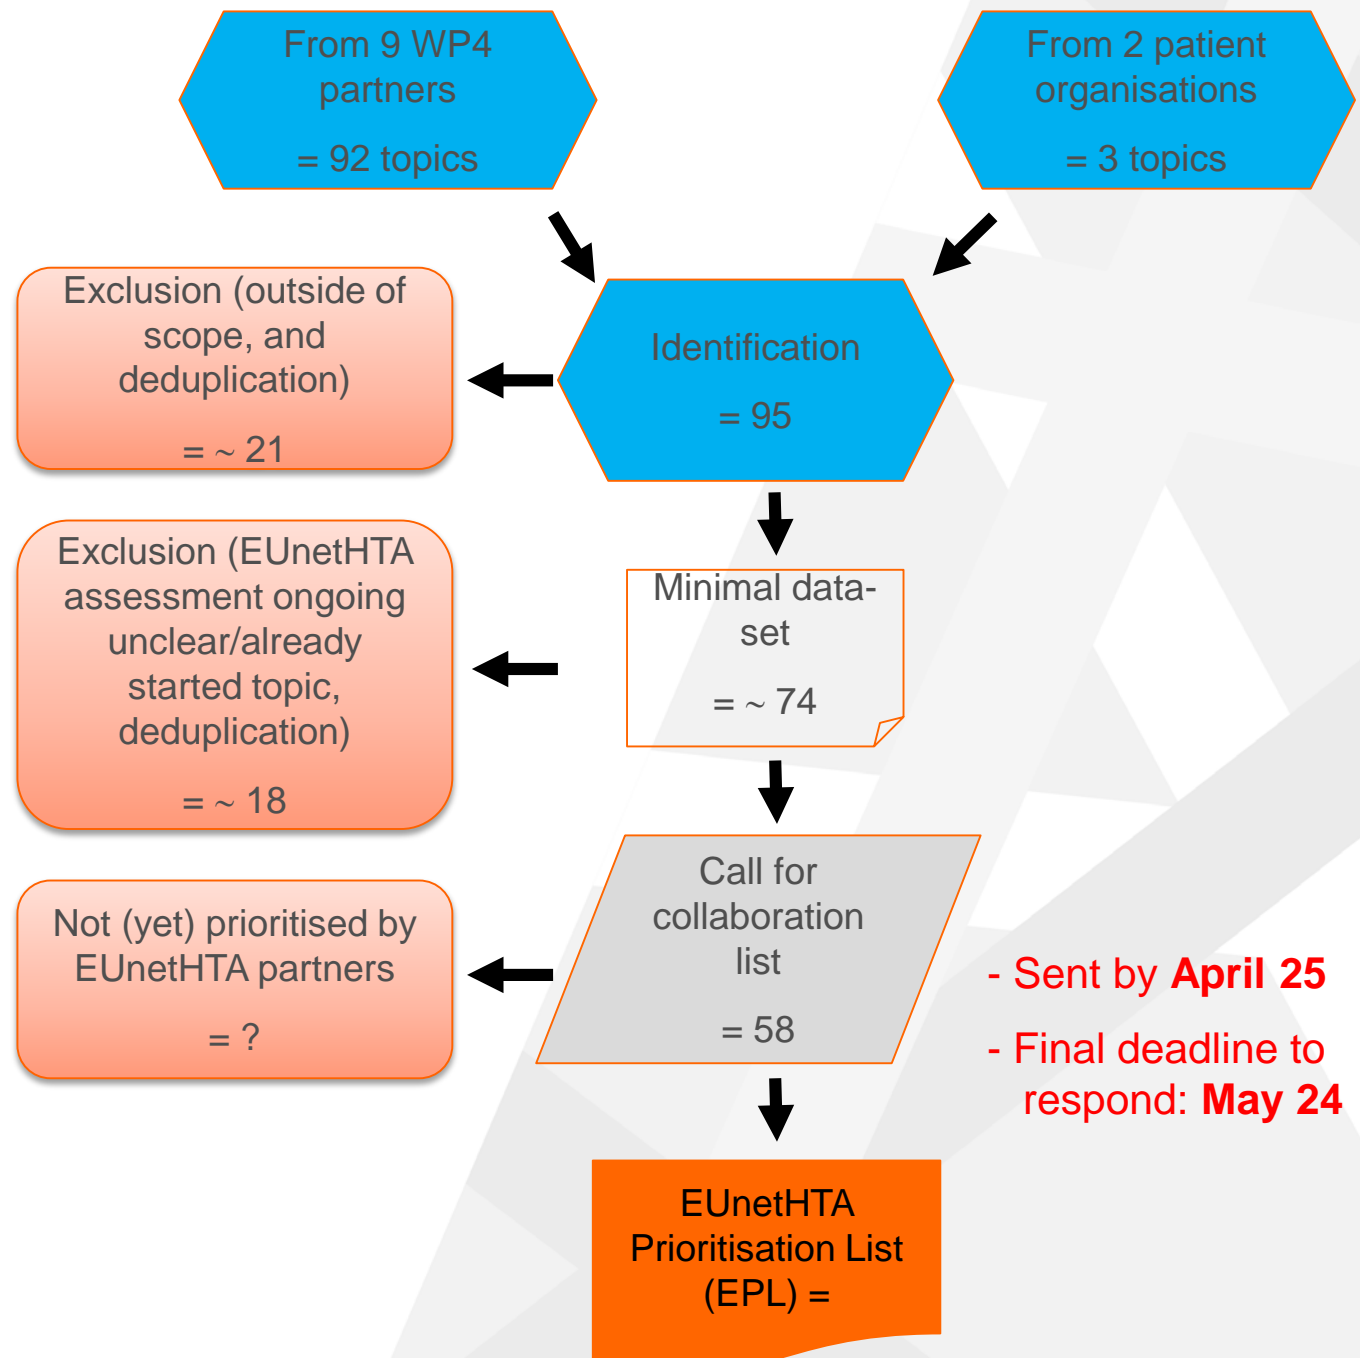 From 9 WP4
partners
= 92 topics
From 2 patient
organisations
= 3 topics
Exclusion (outside of
scope, and
deduplication)
= ~ 21
Identification
= 95
Exclusion (EUnetHTA
assessment ongoing
unclear/already
started topic,
deduplication)
= ~ 18
Minimal data-
set
= ~ 74
Not (yet) prioritised by
EUnetHTA partners
= ?
Call for
collaboration
list
= 58
- Sent by April 25
- Final deadline to
respond: May 24
EUnetHTA
Prioritisation List
(EPL) =